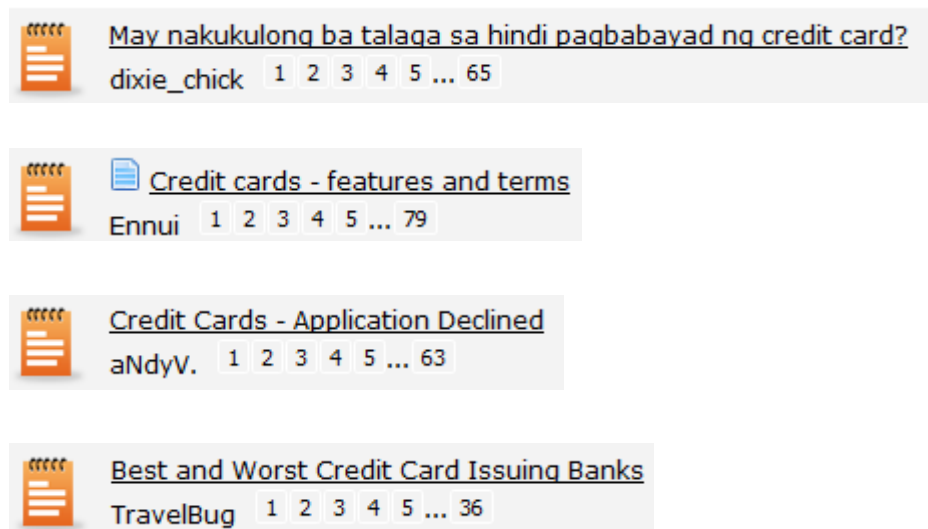 May nakukulong ba talaga sa hindi pagbabayad ng credit card?
dixie_chick 1 2 3 4 5 ... 65
Credit cards - features and terms
Ennui 1 2 3 4 5 ... 79
Credit Cards - Application Declined
aNdyV. 1 2 3 4 5 ... 63
Best and Worst Credit Card Issuing Banks
TravelBug 1 2 3 4 5 ... 36